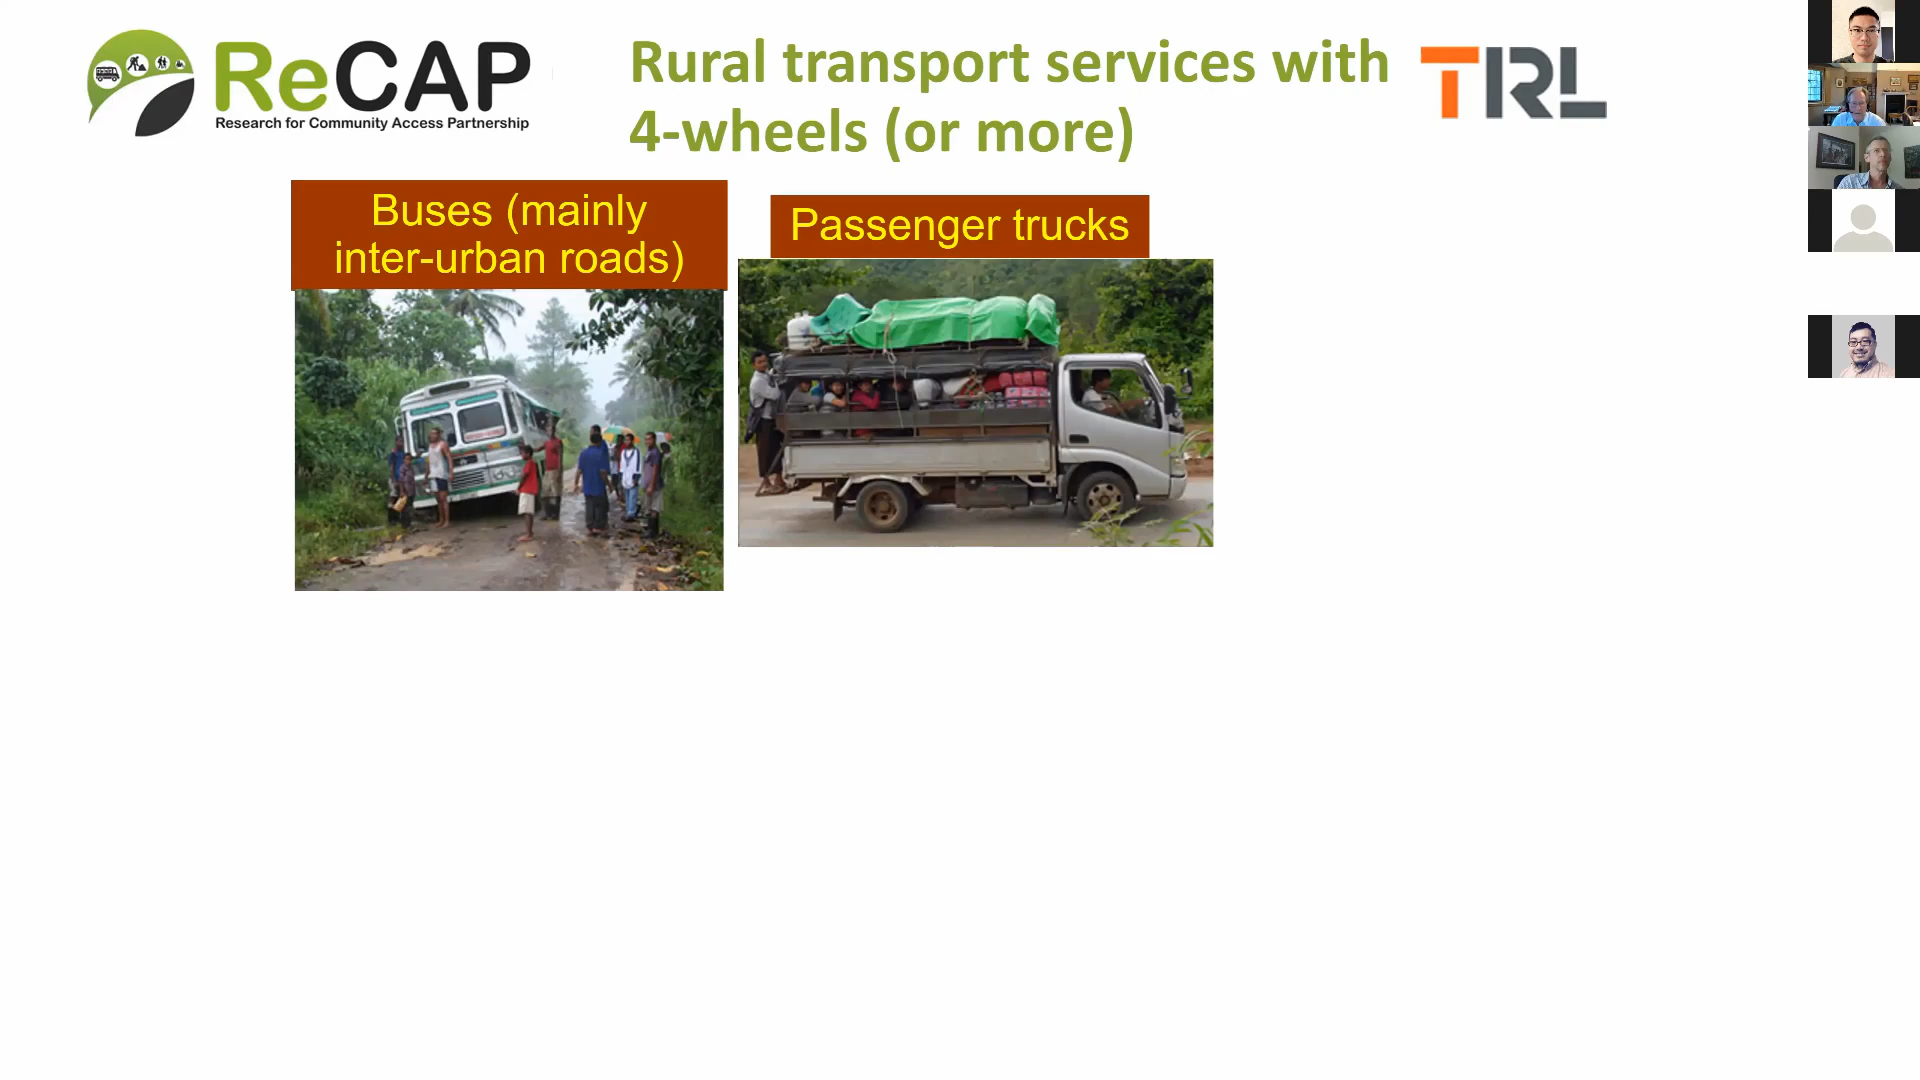 ReCAP
Research for Community Access Partnership
Rural transport services with
4-wheels (or more)
TRL
Buses (mainly
inter-urban roads)
Passenger trucks